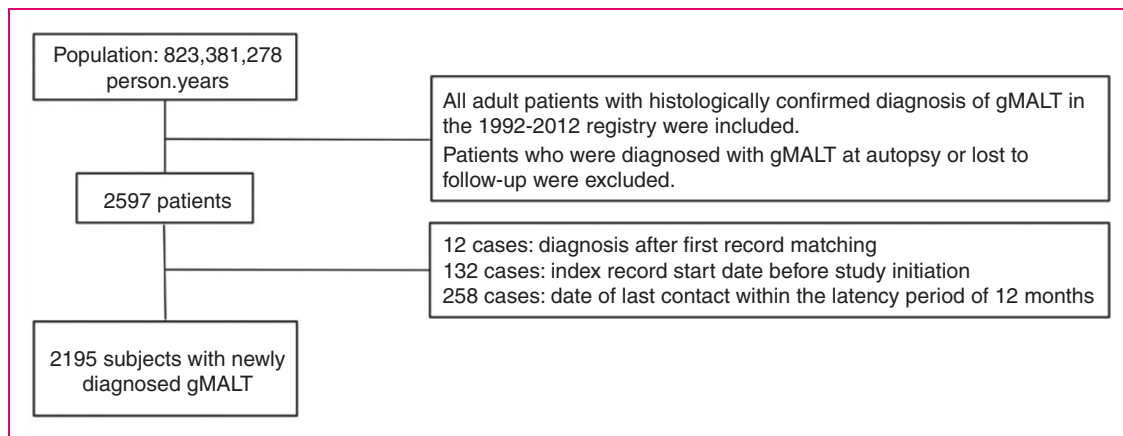 Population: 823,381,278
person.years
All adult patients with histologically confirmed diagnosis of gMALT in
the 1992-2012 registry were included.
Patients who were diagnosed with gMALT at autopsy or lost to
follow-up were excluded.
2597 patients
12 cases: diagnosis after first record matching
132 cases: index record start date before study initiation
258 cases: date of last contact within the latency period of 12 months
2195 subjects with newly
diagnosed gMALT